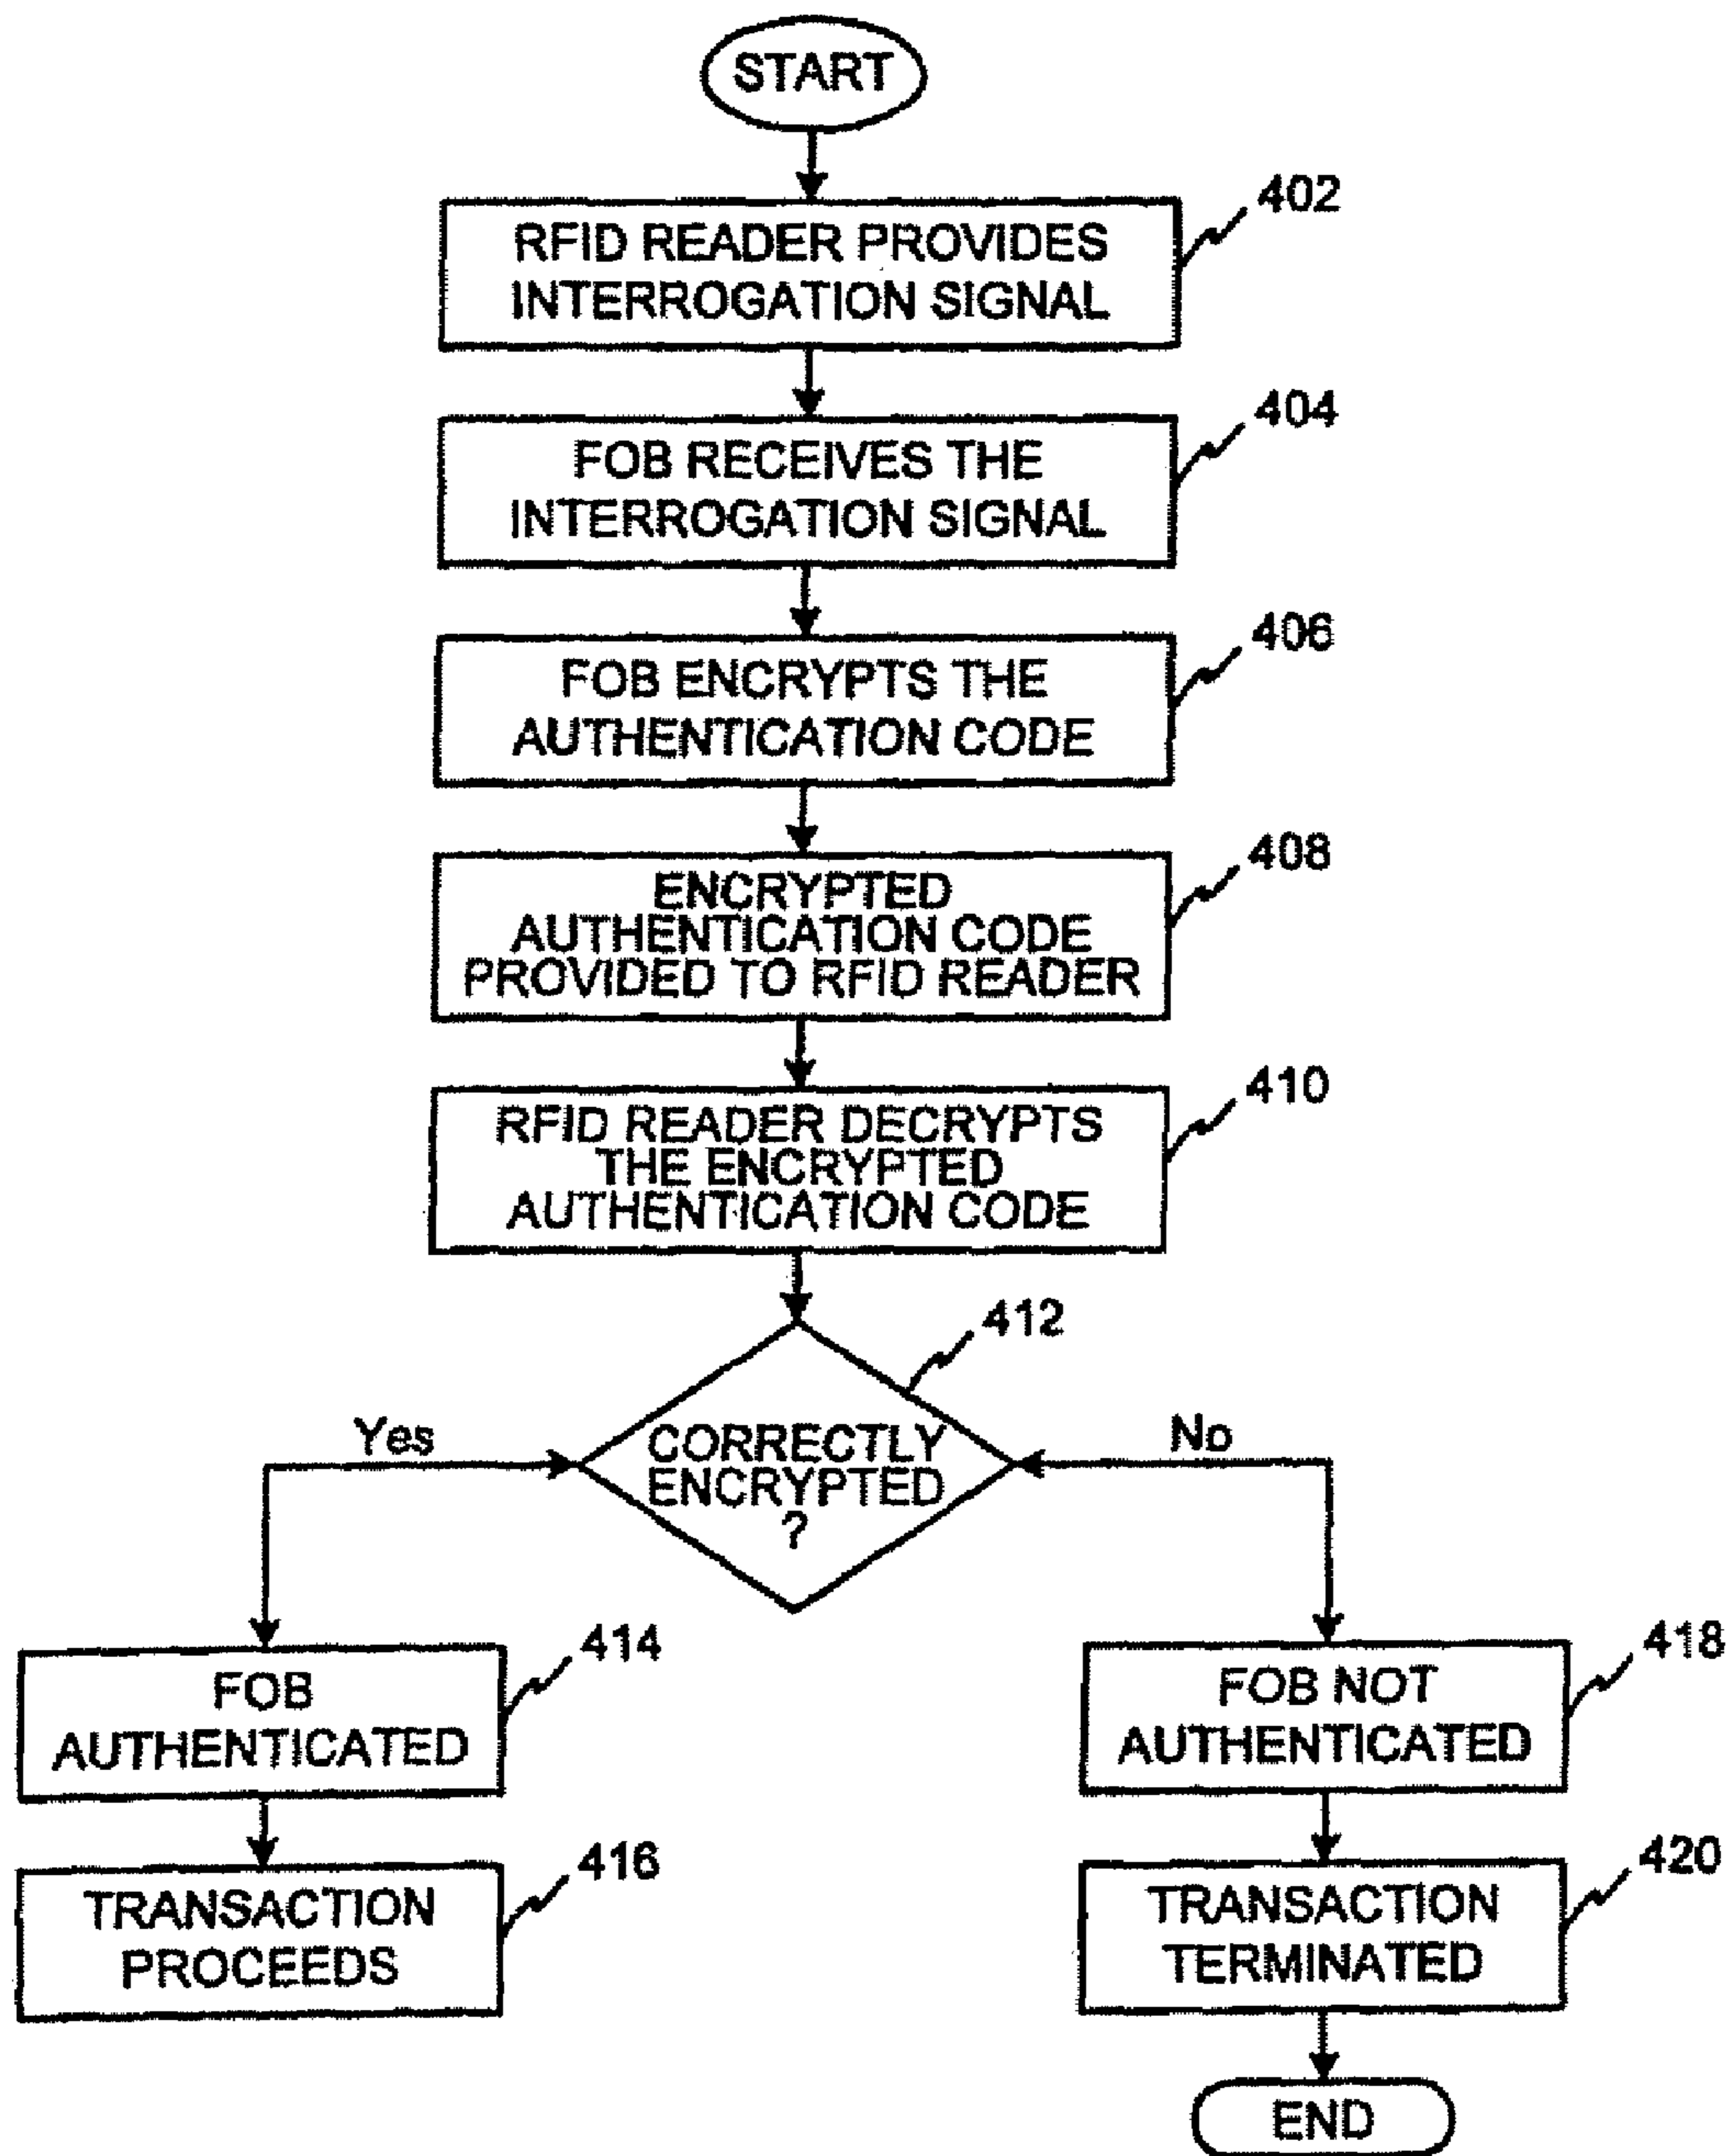 START
402
RFID READER PROVIDES
INTERROGATION SIGNAL
404
FOB RECEIVES THE
INTERROGATION SIGNAL
406
FOB ENCRYPTS THE
AUTHENTICATION CODE
408
ENCRYPTED
AUTHENTICATION CODE
PROVIDED TO RFID READER
410
RFID READER DECRYPTS
THE ENCRYPTED
AUTHENTICATION CODE
412
CORRECTLY
ENCRYPTED
?
Yes
No
414
FOB
AUTHENTICATED
418
FOB NOT
AUTHENTICATED
416
TRANSACTION
PROCEEDS
420
TRANSACTION
TERMINATED
END